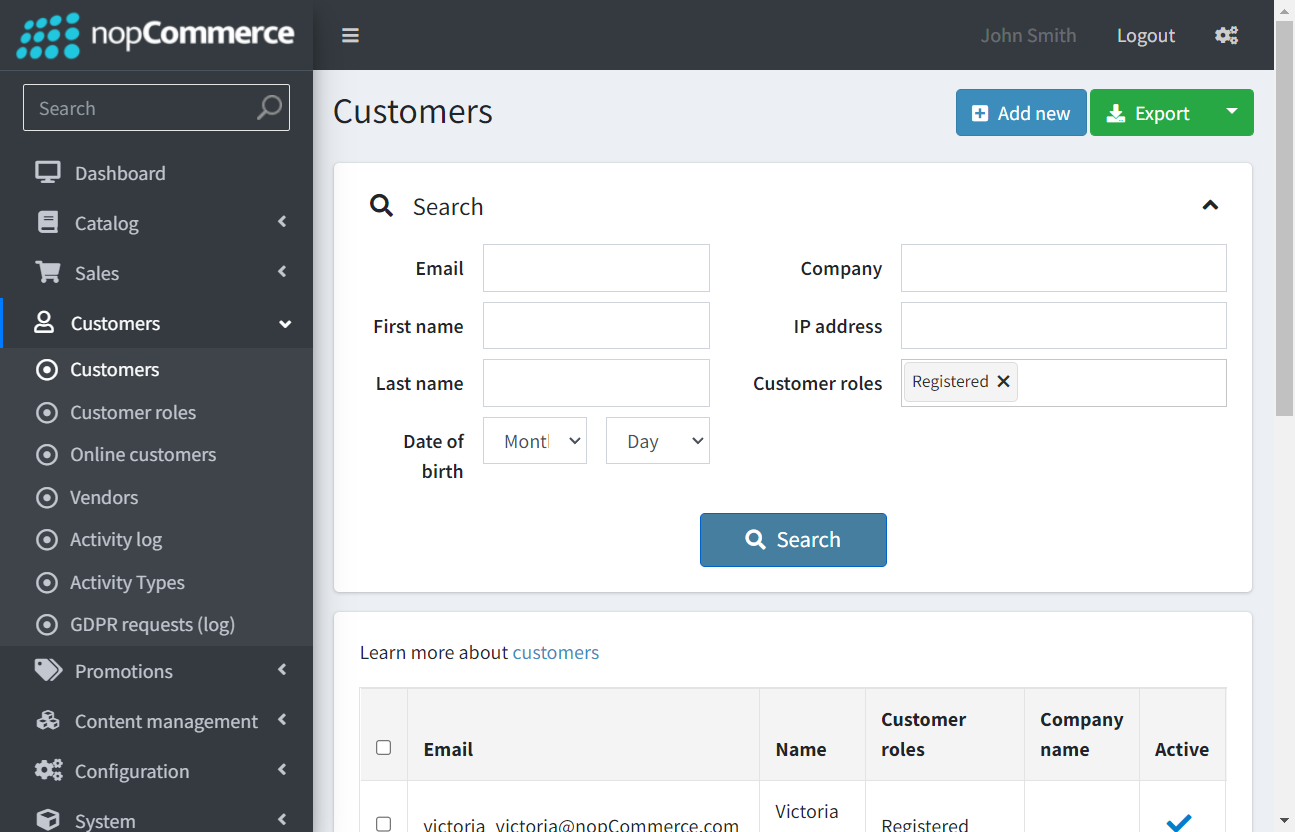 nopCommerce
John Smith
Logout
Search
Dashboard
Catalog
Sales
Customers
Customers
Customer roles
Online customers
Vendors
Activity log
Activity Types
GDPR requests (log)
Promotions
Content management
Configuration
System
Customers
Add new
Export
Search
Email
Company
First name
IP address
Last name
Customer roles
Registered
Date of
birth
Month
Day
Search
Learn more about customers
Email
Name
Customer
roles
Company
name
Active
victoria_victoria@nopCommerce.com
Victoria
Registered